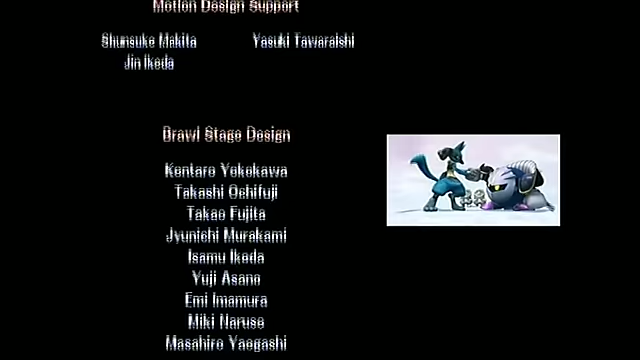 Motion Design Support
Shunsuke Makita Yasuki Tawaraishi
Jin Ikeda
Brawl Stage Design
Kentaro Yokokawa
Takashi Ochifuji
Takao Fujita
Jyunichi Murakami
Isamu Ikeda
Yuji Asano
Emi Imamura
Miki Naruse
Masahiro Yaegashi